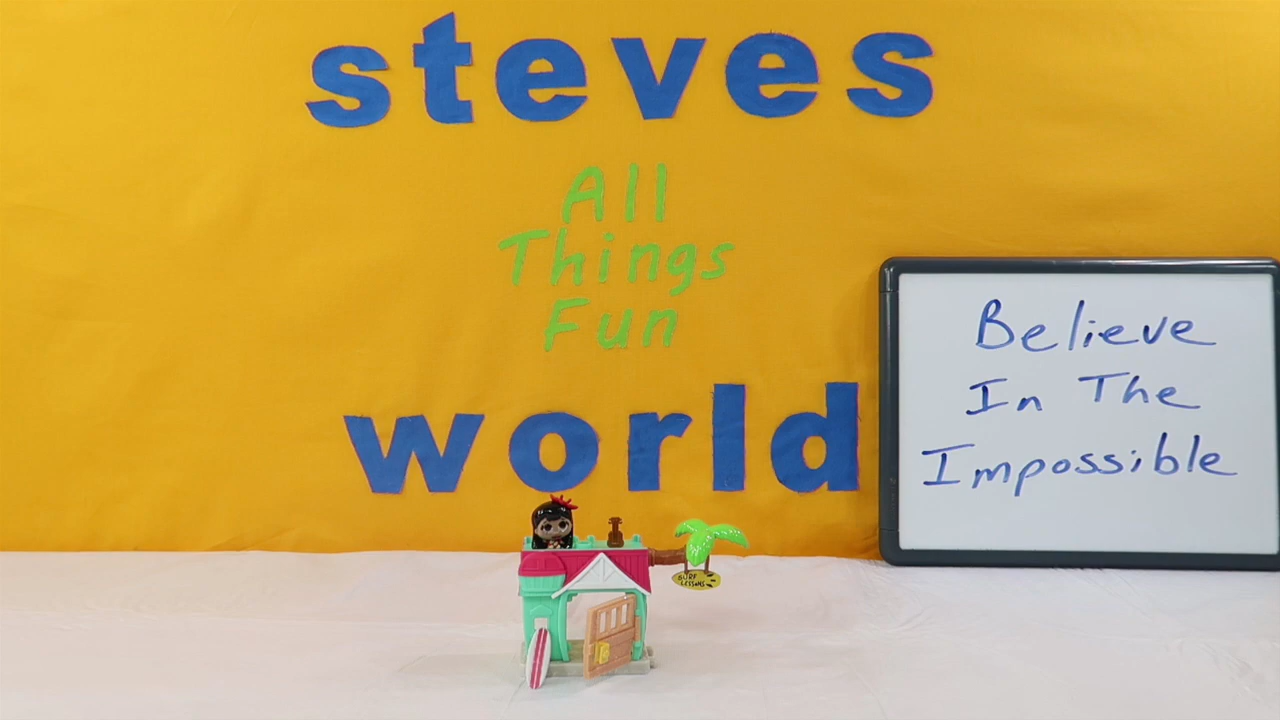 steves
All
Things
Fun
world
Believe
In The
Impossible
SURF
LESSONS